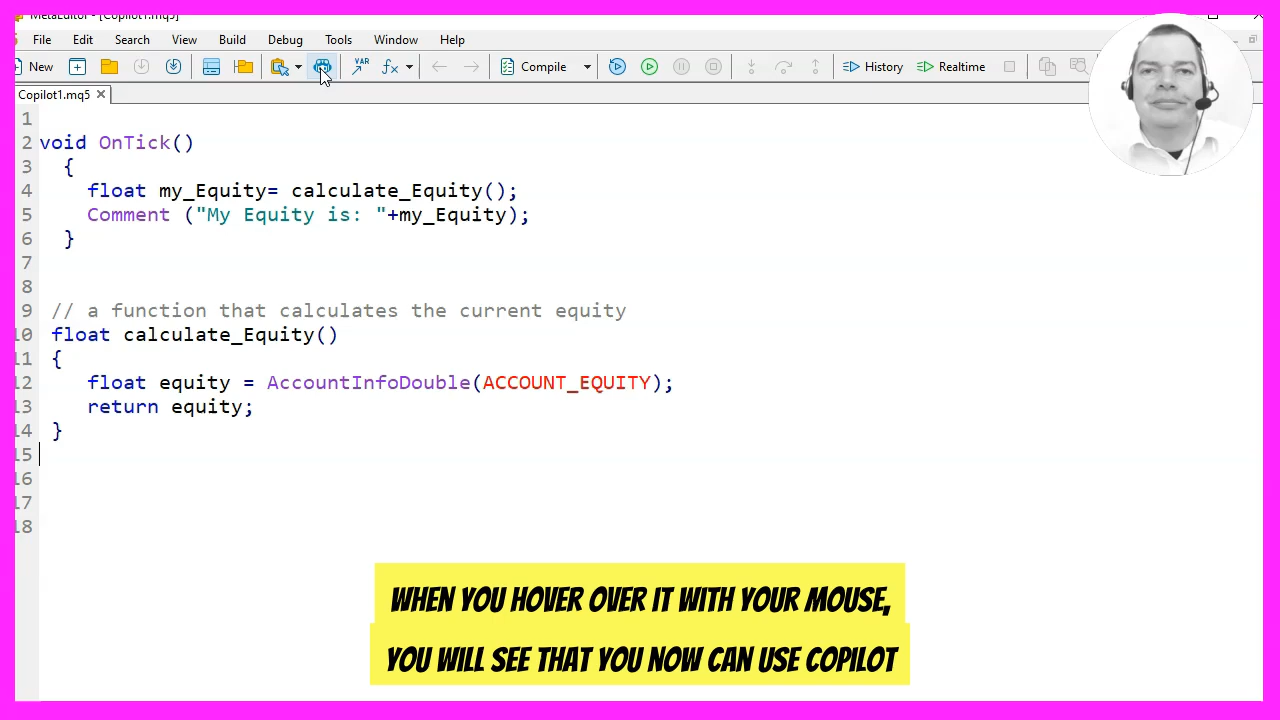 MetaEditor - [Copilot1.mq5]
File Edit Search View Build Debug Tools Window Help
New VAR fx Compile History Realtime
Copilot1.mq5
1
2 void OnTick()
3 {
4 float my_Equity= calculate_Equity();
5 Comment ("My Equity is: "+my_Equity);
6 }
7
8
9 // a function that calculates the current equity
10 float calculate_Equity()
11 {
12 float equity = AccountInfoDouble(ACCOUNT_EQUITY);
13 return equity;
14 }
15
16
17
18
WHEN YOU HOVER OVER IT WITH YOUR MOUSE,
YOU WILL SEE THAT YOU NOW CAN USE COPILOT